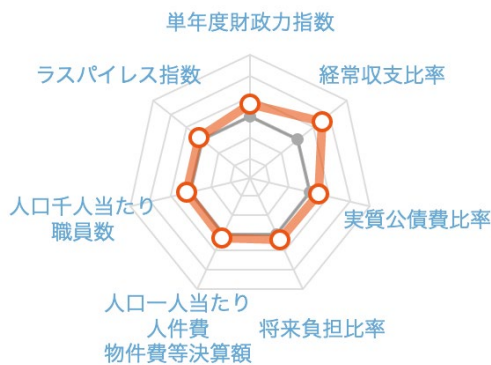 単年度財政力指数
ラスパイレス指数
経常収支比率
人口千人当たり
職員数
実質公債費比率
人口一人当たり
人件費
物件費等決算額
将来負担比率